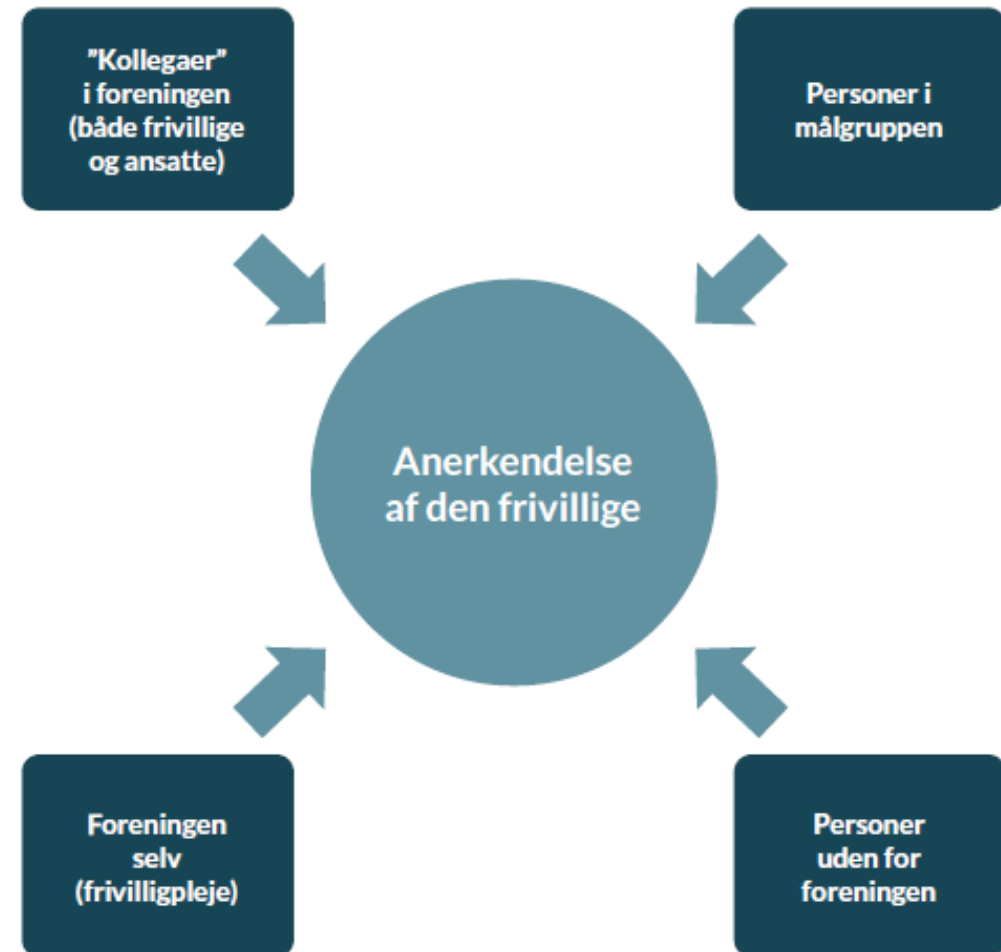 ”Kollegaer”
i foreningen
(både frivillige
og ansatte)
Personer i
målgruppen
Anerkendelse
af den frivillige
Foreningen
selv
(frivilligpleje)
Personer
uden for
foreningen